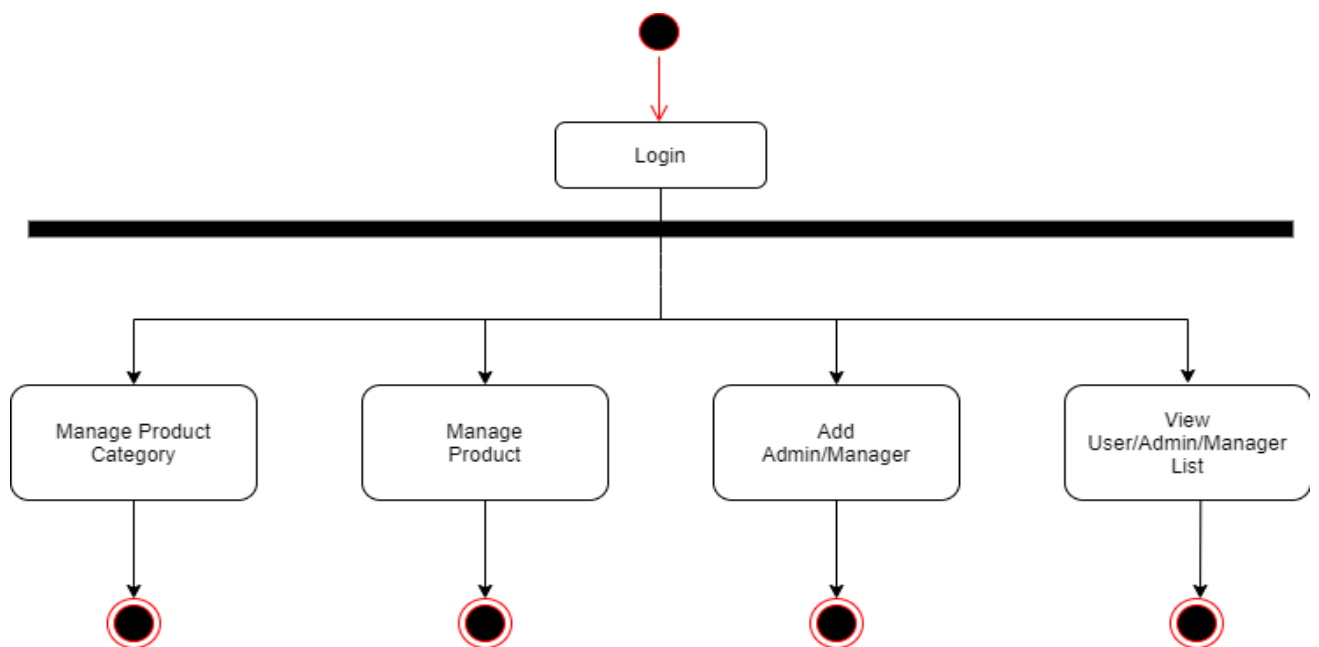 Login
Manage Product
Category
Manage
Product
Add
Admin/Manager
View
User/Admin/Manager
List